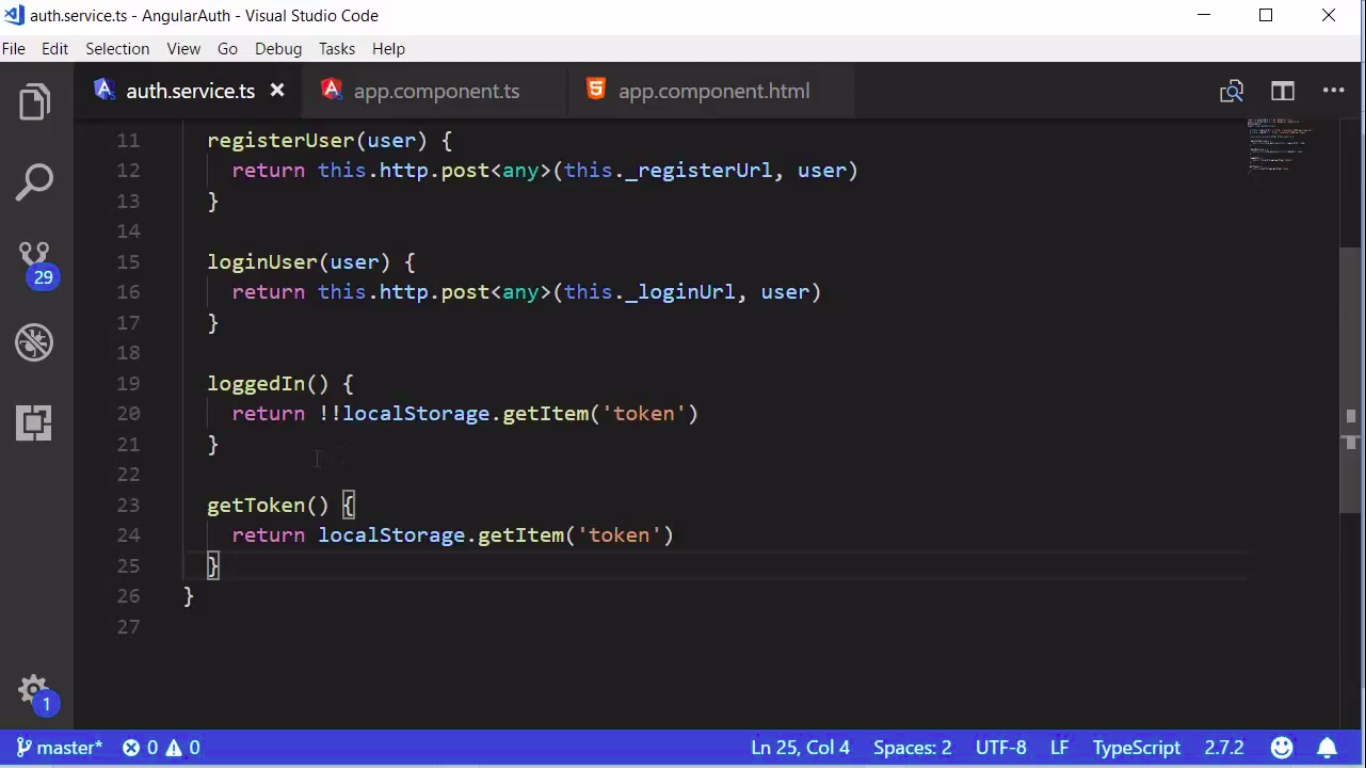 auth.service.ts - AngularAuth - Visual Studio Code
File Edit Selection View Go Debug Tasks Help
auth.service.ts app.component.ts app.component.html
11 registerUser(user) {
12 return this.http.post<any>(this._registerUrl, user)
13 }
14
15 loginUser(user) {
16 return this.http.post<any>(this._loginUrl, user)
17 }
18
19 loggedIn() {
20 return !!localStorage.getItem('token')
21 }
22
23 getToken() {
24 return localStorage.getItem('token')
25 }
26 }
27
29
1
master* 0 0 Ln 25, Col 4 Spaces: 2 UTF-8 LF TypeScript 2.7.2